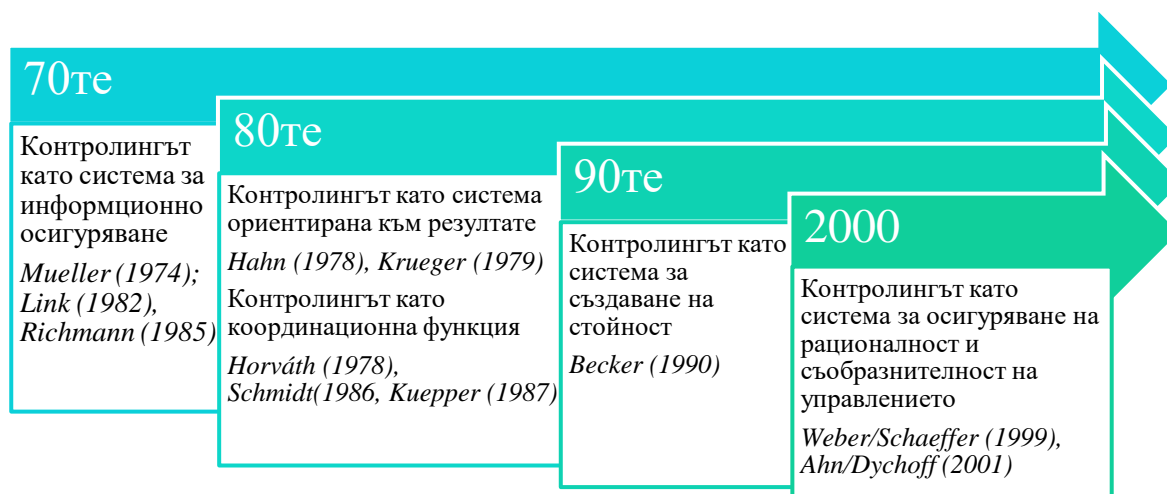 70те
Контролингът
като система за
информционно
осигуряване
Mueller (1974);
Link (1982),
Richmann (1985)
80те
Контролингът като система
ориентирана към резултате
Hahn (1978), Krueger (1979)
Контролингът като
координационна функция
Horváth (1978),
Schmidt(1986, Kuepper (1987)
90те
Контролингът като
система за
създаване на
стойност
Becker (1990)
2000
Контролингът като
система за осигуряване на
рационалност и
съобразнителност на
управлението
Weber/Schaeffer (1999),
Ahn/Dychoff (2001)